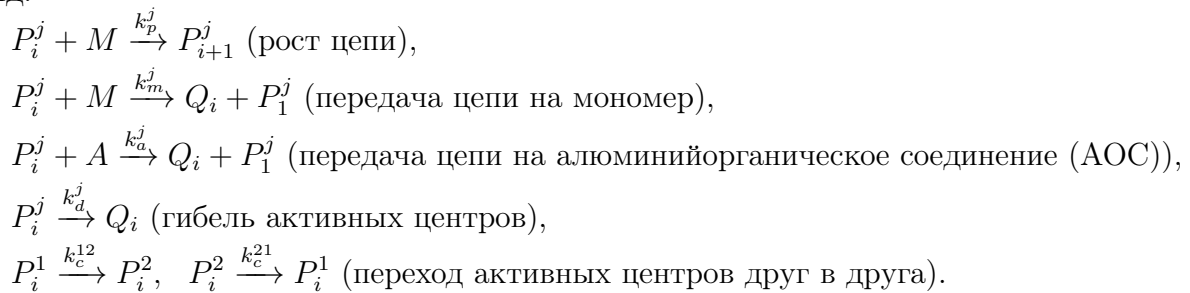 $P_i^j + M \xrightarrow{k_p^j} P_{i+1}^j$ (рост цепи),
$P_i^j + M \xrightarrow{k_m^j} Q_i + P_1^j$ (передача цепи на мономер),
$P_i^j + A \xrightarrow{k_a^j} Q_i + P_1^j$ (передача цепи на алюминийорганическое соединение (АОС)),
$P_i^j \xrightarrow{k_d^j} Q_i$ (гибель активных центров),
$P_i^1 \xrightarrow{k_c^{12}} P_i^2, \;\; P_i^2 \xrightarrow{k_c^{21}} P_i^1$ (переход активных центров друг в друга).